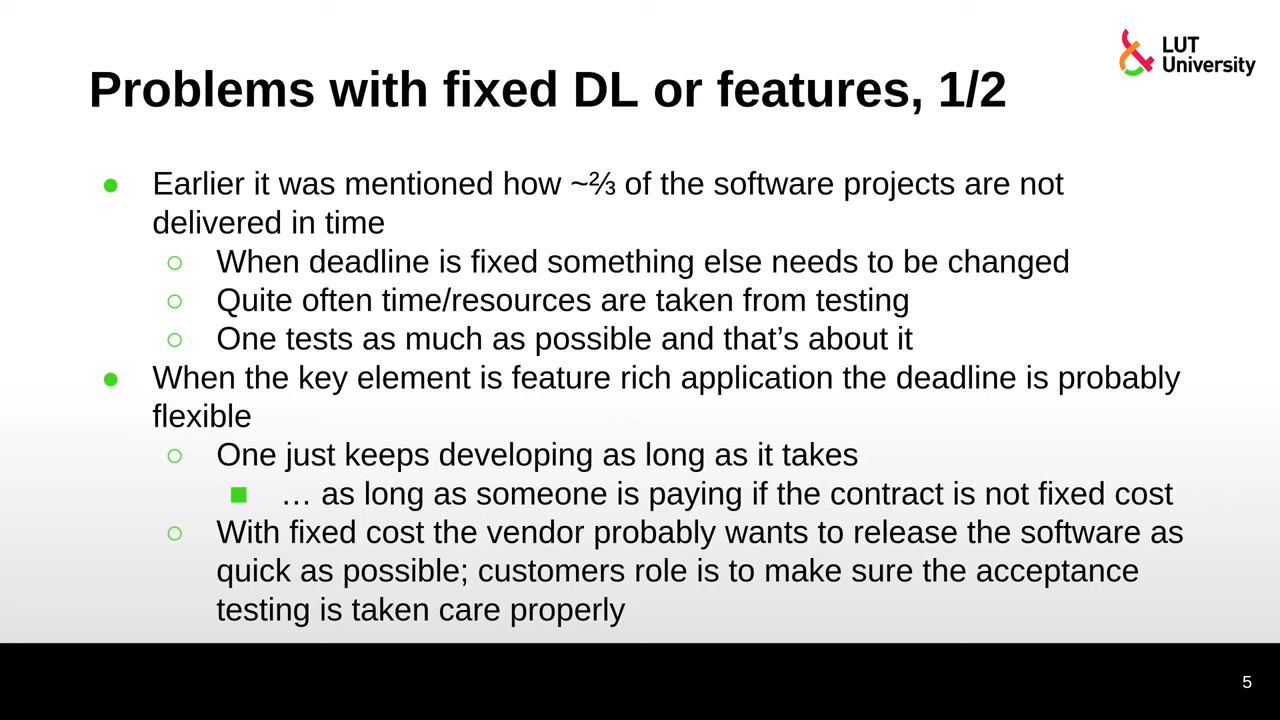 LUT
University
Problems with fixed DL or features, 1/2
● Earlier it was mentioned how ~⅔ of the software projects are not
delivered in time
○ When deadline is fixed something else needs to be changed
○ Quite often time/resources are taken from testing
○ One tests as much as possible and that’s about it
● When the key element is feature rich application the deadline is probably
flexible
○ One just keeps developing as long as it takes
■ … as long as someone is paying if the contract is not fixed cost
○ With fixed cost the vendor probably wants to release the software as
quick as possible; customers role is to make sure the acceptance
testing is taken care properly
5